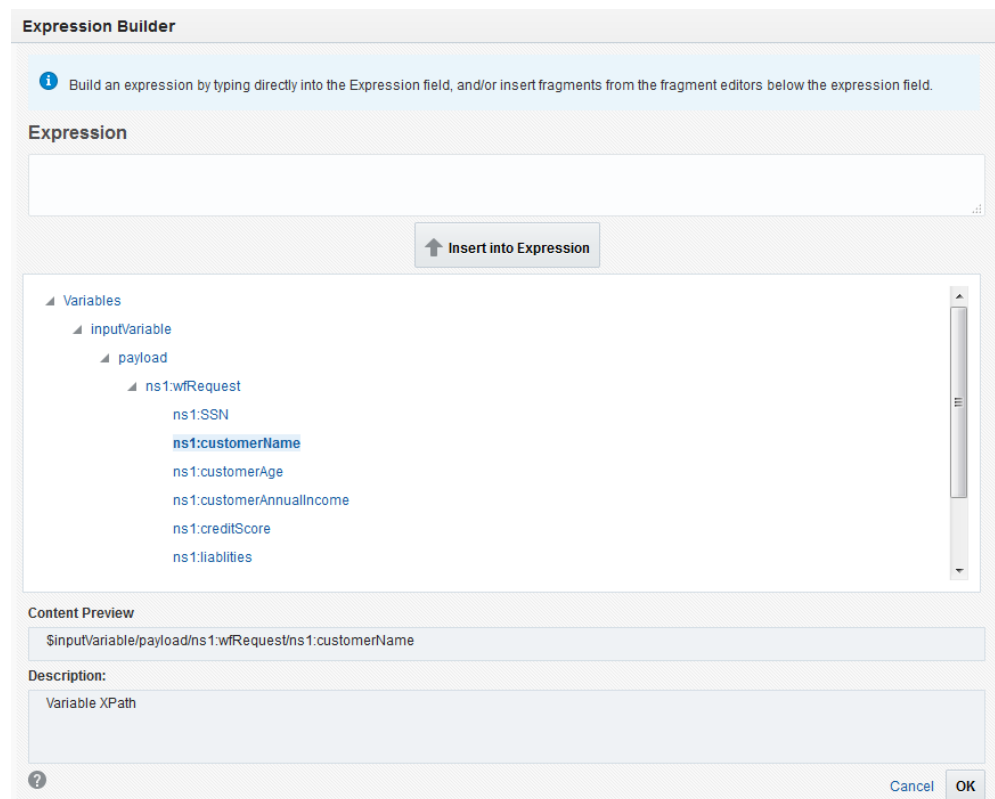 Expression Builder
Build an expression by typing directly into the Expression field, and/or insert fragments from the fragment editors below the expression field.
Expression
Insert into Expression
Variables
inputVariable
payload
ns1:wfRequest
ns1:SSN
ns1:customerName
ns1:customerAge
ns1:customerAnnualIncome
ns1:creditScore
ns1:liablities
Content Preview
$inputVariable/payload/ns1:wfRequest/ns1:customerName
Description:
Variable XPath
Cancel OK